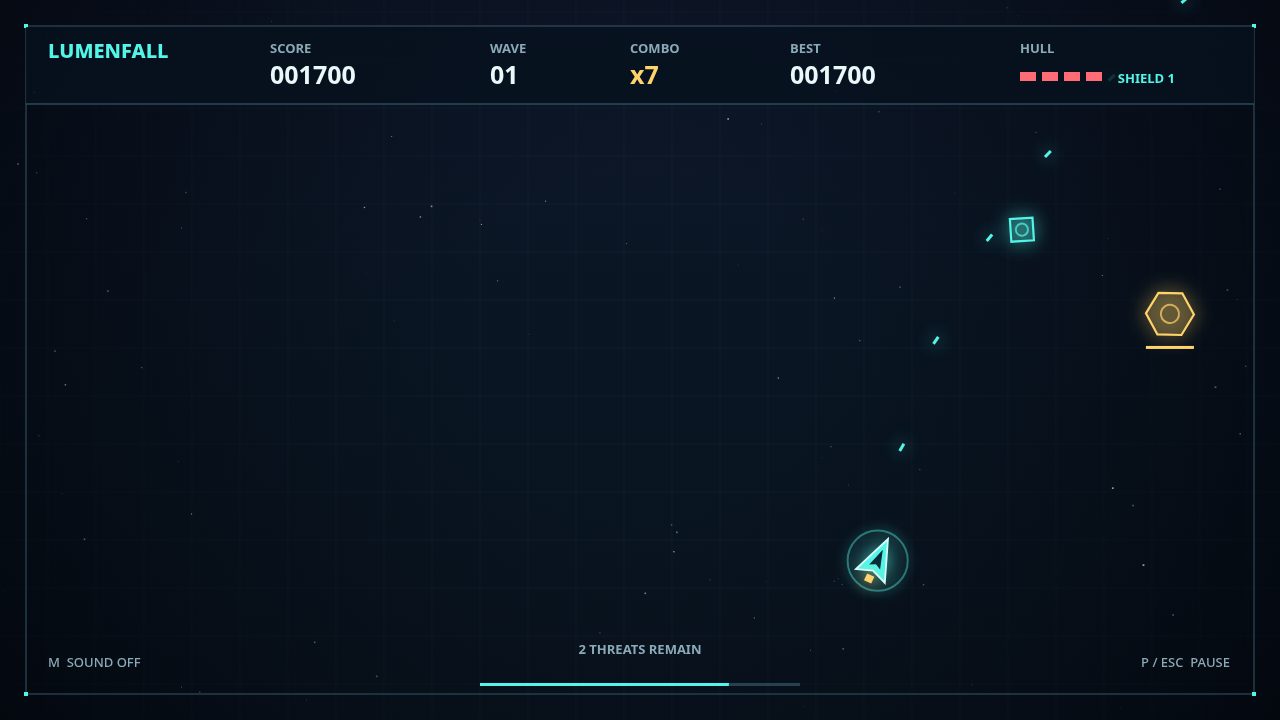 LUMENFALL
SCORE
001700
WAVE
01
COMBO
x7
BEST
001700
HULL
SHIELD 1
2 THREATS REMAIN
M SOUND OFF
P / ESC PAUSE